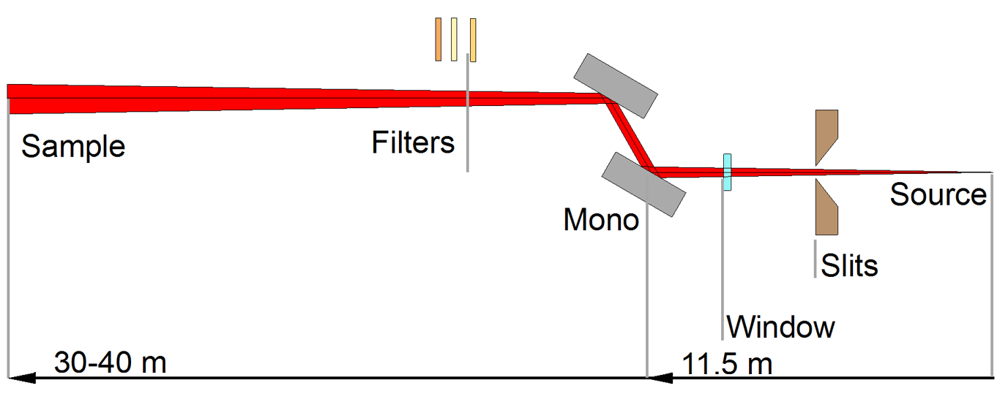 Sample
Filters
Mono
Source
Slits
Window
30-40 m
11.5 m